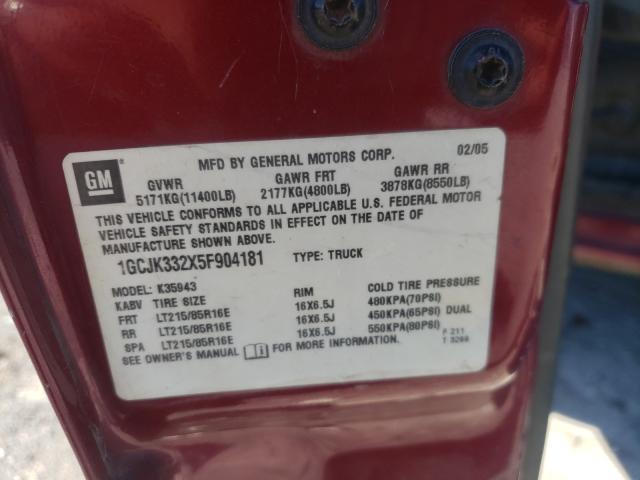 GM
MFD BY GENERAL MOTORS CORP. 02/05
GVWR GAWR FRT GAWR RR
5171KG(11400LB) 2177KG(4800LB) 3878KG(8550LB)
THIS VEHICLE CONFORMS TO ALL APPLICABLE U.S. FEDERAL MOTOR
VEHICLE SAFETY STANDARDS IN EFFECT ON THE DATE OF
MANUFACTURE SHOWN ABOVE.
1GCJK332X5F904181 TYPE: TRUCK
MODEL: K35943
KABV TIRE SIZE RIM COLD TIRE PRESSURE
FRT LT215/85R16E 16X6.5J 480KPA(70PSI)
RR LT215/85R16E 16X6.5J 450KPA(65PSI) DUAL
SPA LT215/85R16E 16X6.5J 550KPA(80PSI)
SEE OWNER'S MANUAL FOR MORE INFORMATION.
F 211
T 3266